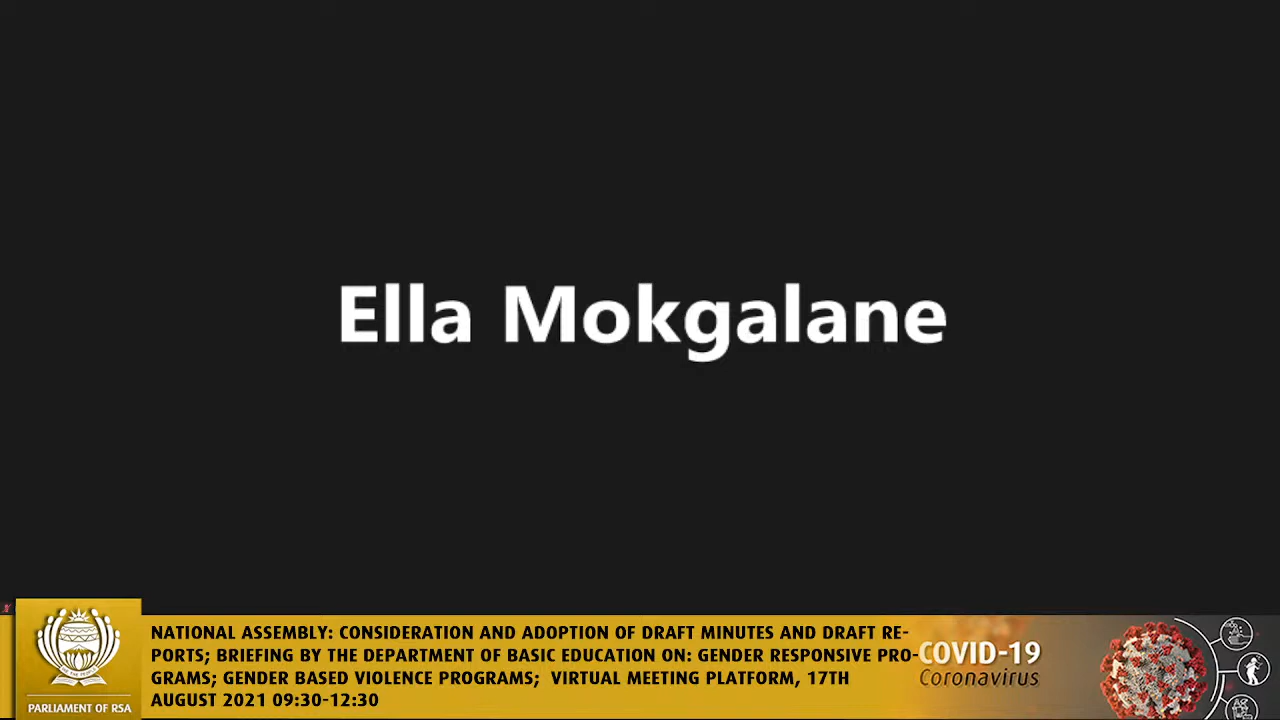 Ella Mokgalane
NATIONAL ASSEMBLY: CONSIDERATION AND ADOPTION OF DRAFT MINUTES AND DRAFT RE-
PORTS; BRIEFING BY THE DEPARTMENT OF BASIC EDUCATION ON: GENDER RESPONSIVE PRO-
GRAMS; GENDER BASED VIOLENCE PROGRAMS;  VIRTUAL MEETING PLATFORM, 17TH
AUGUST 2021 09:30-12:30
PARLIAMENT OF RSA
COVID-19
Coronavirus